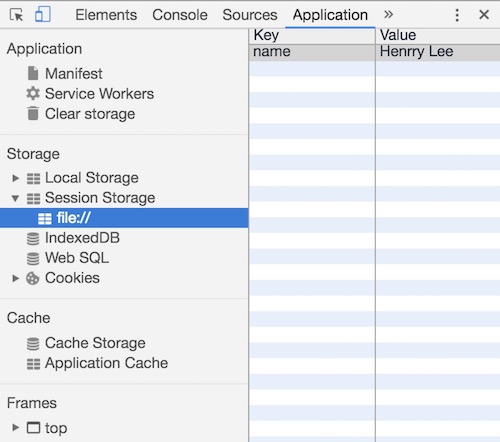 Elements Console Sources Application »
Application
Manifest
Service Workers
Clear storage
Storage
Local Storage
Session Storage
file://
IndexedDB
Web SQL
Cookies
Cache
Cache Storage
Application Cache
Frames
top
Key Value
name Henrry Lee